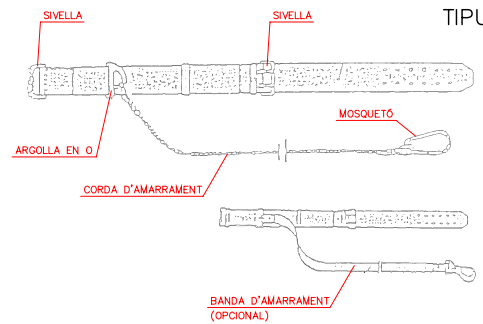 SIVELLA
SIVELLA
MOSQUETÓ
ARGOLLA EN O
CORDA D'AMARRAMENT
BANDA D'AMARRAMENT
(OPCIONAL)